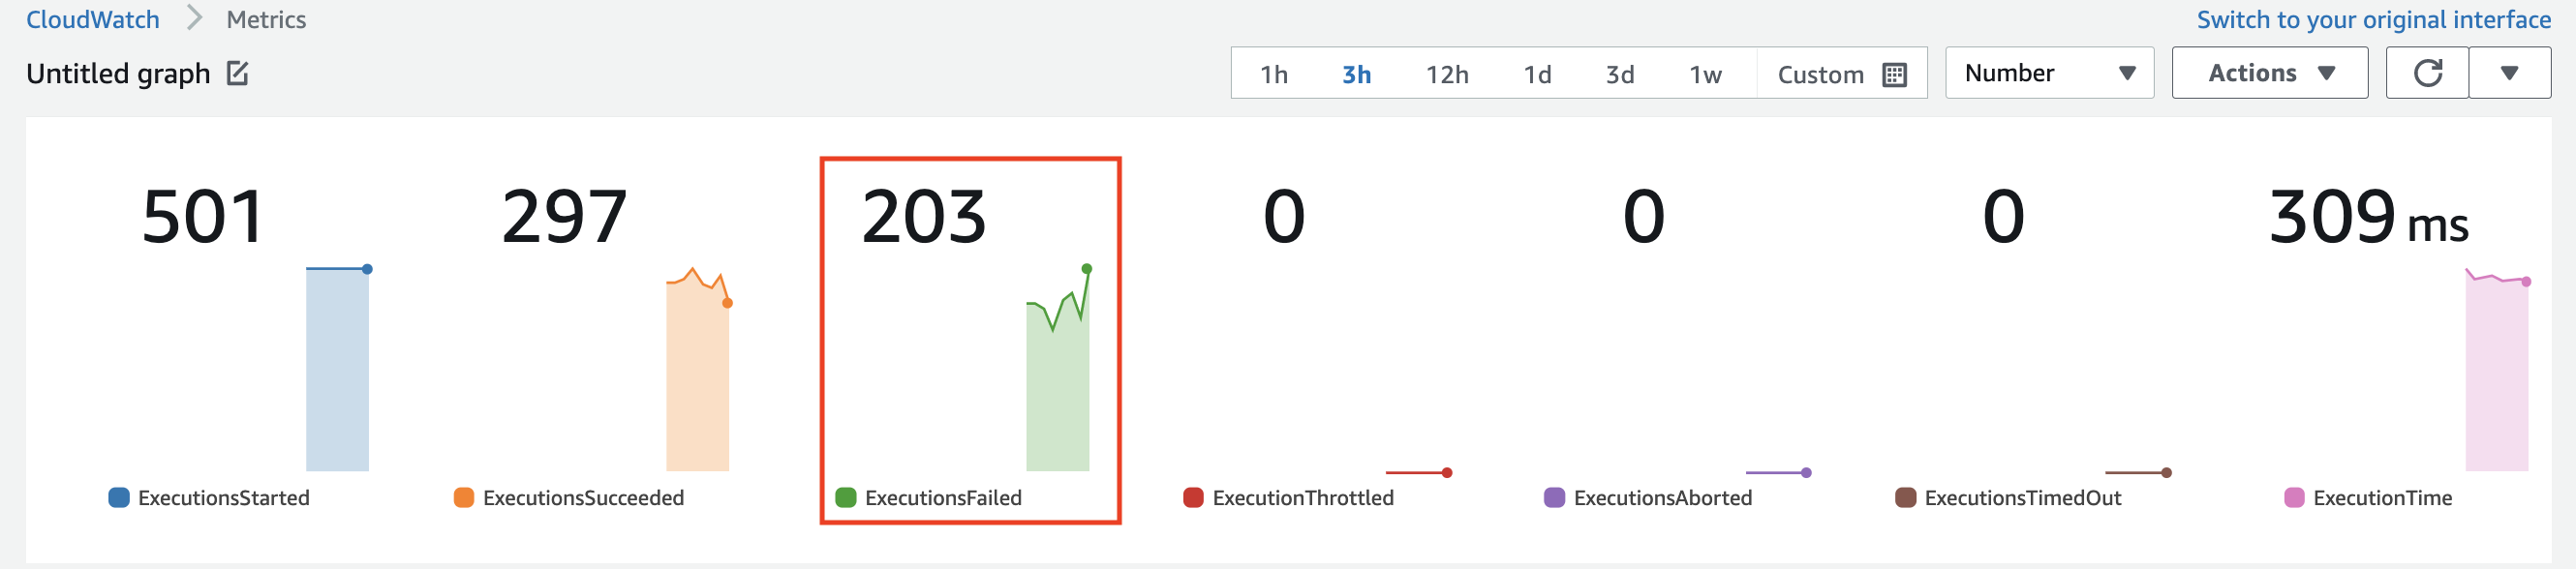 CloudWatch Metrics Switch to your original interface
Untitled graph 1h 3h 12h 1d 3d 1w Custom Number Actions
501 297 203 0 0 0 309 ms
ExecutionsStarted ExecutionsSucceeded ExecutionsFailed ExecutionThrottled ExecutionsAborted ExecutionsTimedOut ExecutionTime